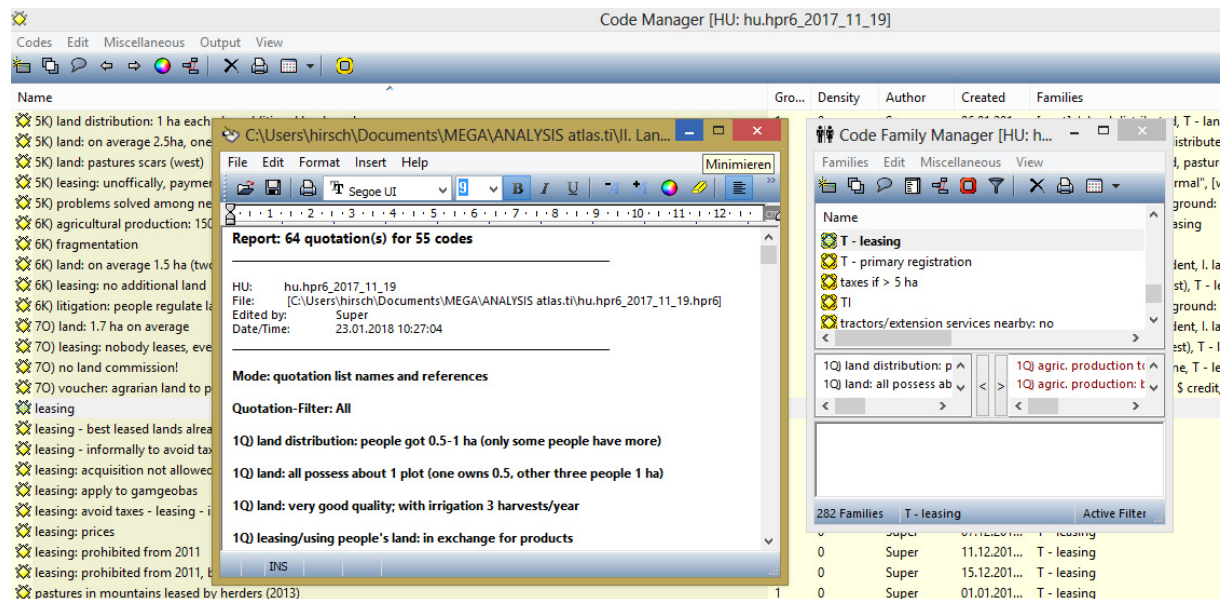 Code Manager [HU: hu.hpr6_2017_11_19]
Codes Edit Miscellaneous Output View
Name Gro... Density Author Created Families
5K) land distribution: 1 ha each
5K) land: on average 2.5ha, one
5K) land: pastures scars (west)
5K) leasing: unoffically, paymer
5K) problems solved among ne
6K) agricultural production: 150
6K) fragmentation
6K) land: on average 1.5 ha (two
6K) leasing: no additional land
6K) litigation: people regulate la
7O) land: 1.7 ha on average
7O) leasing: nobody leases, eve
7O) no land commission!
7O) voucher: agrarian land to p
leasing
leasing - best leased lands alrea
leasing - informally to avoid tax
leasing: acquisition not allowed
leasing: apply to gamgeobas
leasing: avoid taxes - leasing - i
leasing: prices
leasing: prohibited from 2011
leasing: prohibited from 2011, b
pastures in mountains leased by herders (2013)
C:\Users\hirsch\Documents\MEGA\ANALYSIS atlas.ti\II. Lan...
File Edit Format Insert Help
Minimieren
Segoe UI 9 B I U
1 2 3 4 5 6 7 8 9 10 11 12
Report: 64 quotation(s) for 55 codes
HU: hu.hpr6_2017_11_19
File: [C:\Users\hirsch\Documents\MEGA\ANALYSIS atlas.ti\hu.hpr6_2017_11_19.hpr6]
Edited by: Super
Date/Time: 23.01.2018 10:27:04
Mode: quotation list names and references
Quotation-Filter: All
1Q) land distribution: people got 0.5-1 ha (only some people have more)
1Q) land: all possess about 1 plot (one owns 0.5, other three people 1 ha)
1Q) land: very good quality; with irrigation 3 harvests/year
1Q) leasing/using people's land: in exchange for products
INS
Code Family Manager [HU: h...
Families Edit Miscellaneous View
Name
T - leasing
T - primary registration
taxes if > 5 ha
TI
tractors/extension services nearby: no
1Q) land distribution: p < > 1Q) agric. production to
1Q) land: all possess ab 1Q) agric. production: b
282 Families T - leasing Active Filter
0 Super 11.12.201... T - leasing
0 Super 15.12.201... T - leasing
1 0 Super 01.01.201... T - leasing